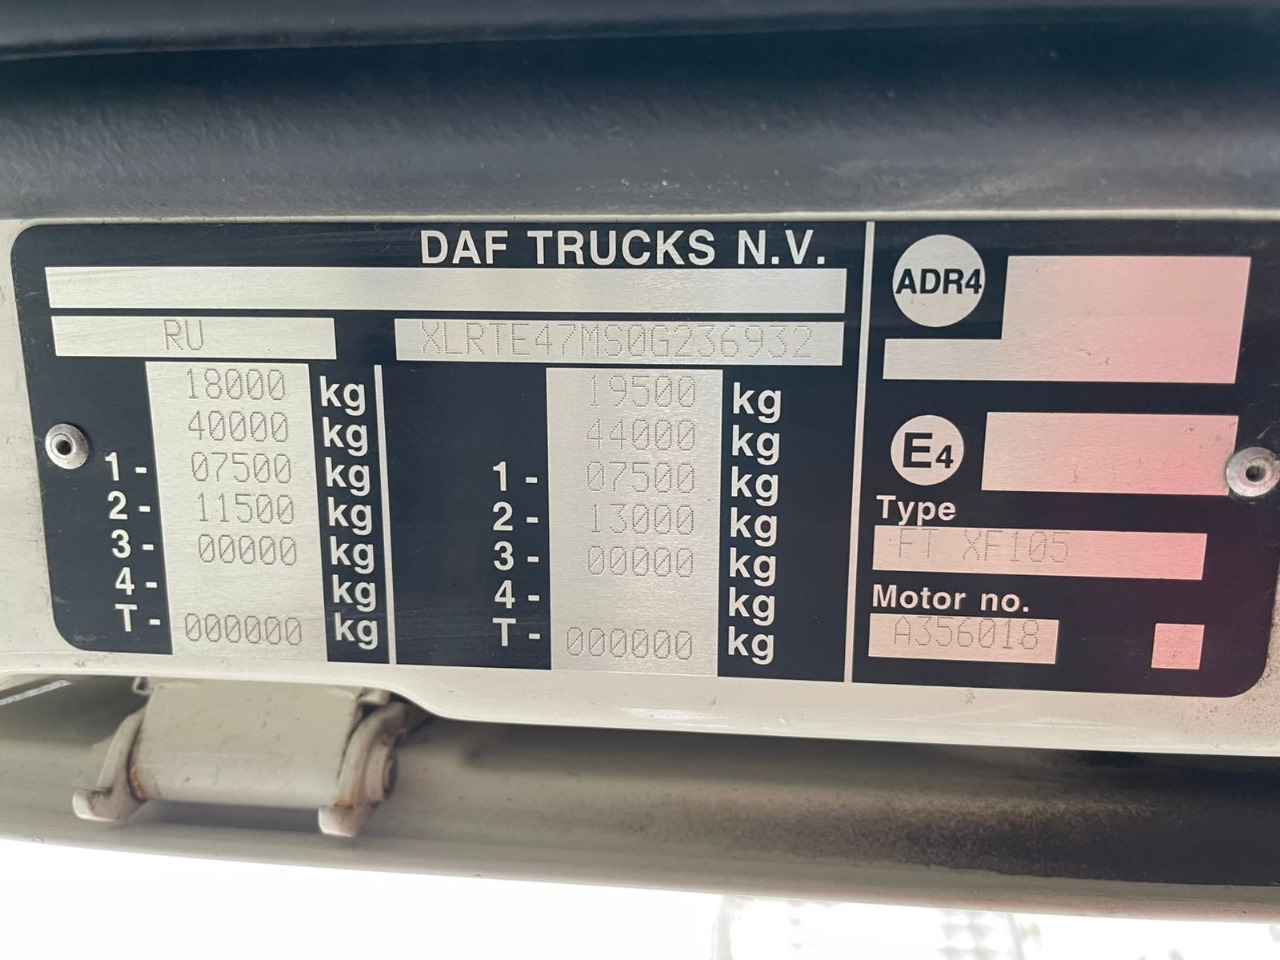 DAF TRUCKS N.V.
RU XLRTE47MS0G236932
18000 kg 19500 kg
40000 kg 44000 kg
1- 07500 kg 1- 07500 kg
2- 11500 kg 2- 13000 kg
3- 00000 kg 3- 00000 kg
4- kg 4- kg
T- 000000 kg T- 000000 kg
ADR4
E4
Type
FT XF105
Motor no.
A356018